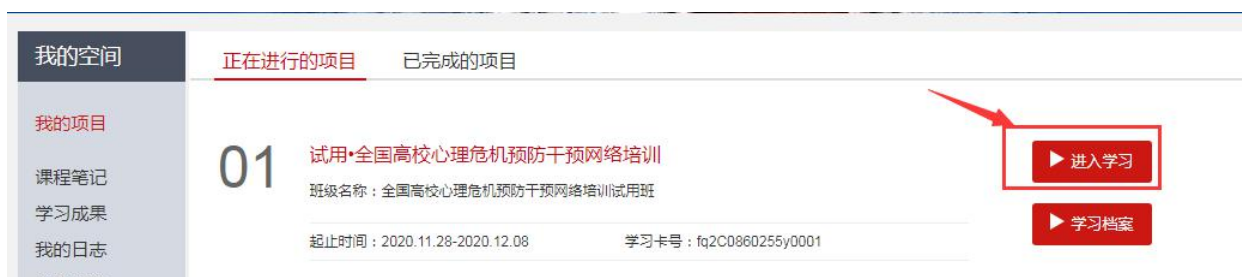 我的空间
正在进行的项目 已完成的项目
我的项目
课程笔记
学习成果
我的日志
01
试用•全国高校心理危机预防干预网络培训
班级名称：全国高校心理危机预防干预网络培训试用班
起止时间：2020.11.28-2020.12.08 学习卡号：fq2C0860255y0001
进入学习
学习档案